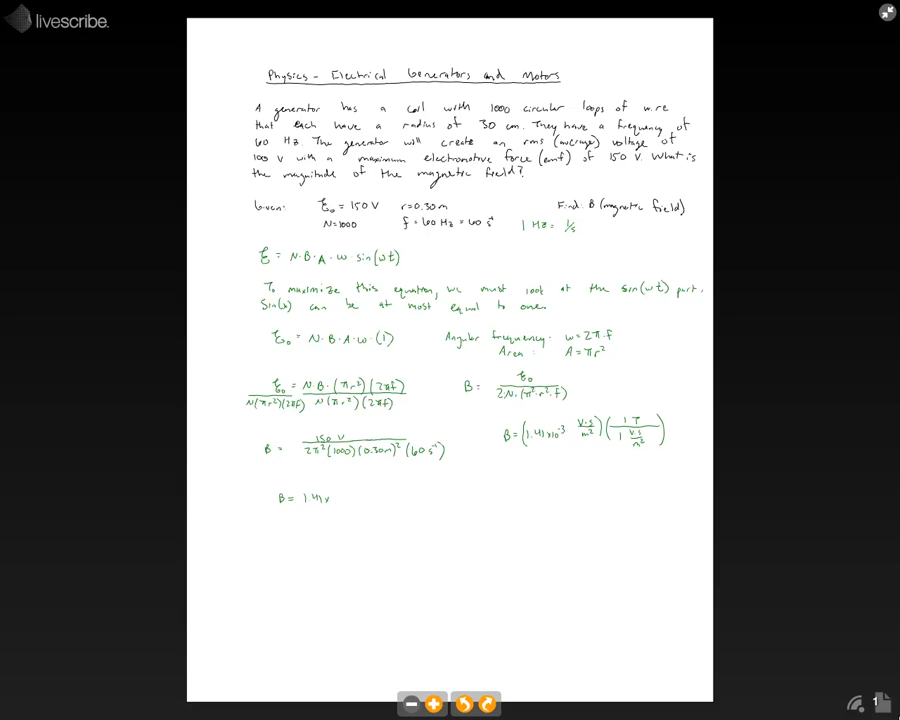 livescribe.
Physics - Electrical Generators and Motors
A generator has a coil with 1000 circular loops of wire
that each have a radius of 30 cm. They have a frequency of
60 Hz. The generator will create an rms (average) voltage of
100 V with a maximum electromotive force (emf) of 150 V. What is
the magnitude of the magnetic field?
Given: ℰ₀ = 150 V r = 0.30 m Find: B (magnetic field)
N = 1000 f = 60 Hz = 60 s⁻¹ 1 Hz = 1/s
ℰ = N·B·A·ω·sin(ωt)
To maximize this equation, we must look at the sin(ωt) part.
Sin(x) can be at most equal to one.
ℰ₀ = N·B·A·ω·(1) Angular frequency: ω = 2π·f
Area: A = πr²
ℰ₀/N(πr²)(2πf) = N·B·(πr²)(2πf)/N(πr²)(2πf) B = ℰ₀/2N·(π²·r²·f)
B = 150 V/2π²(1000)(0.30m)²(60 s⁻¹) B = (1.41x10⁻³ V·s/m²)(1 T/1 V·s/m²)
B = 1.41x
1